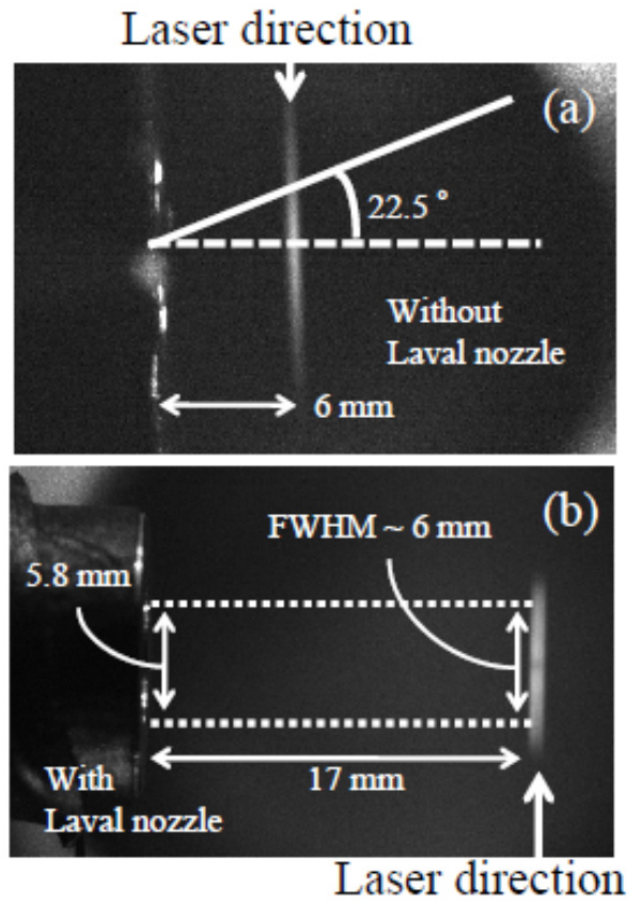 Laser direction
(a)
22.5°
Without
Laval nozzle
6 mm
(b)
FWHM ~ 6 mm
5.8 mm
17 mm
With
Laval nozzle
Laser direction